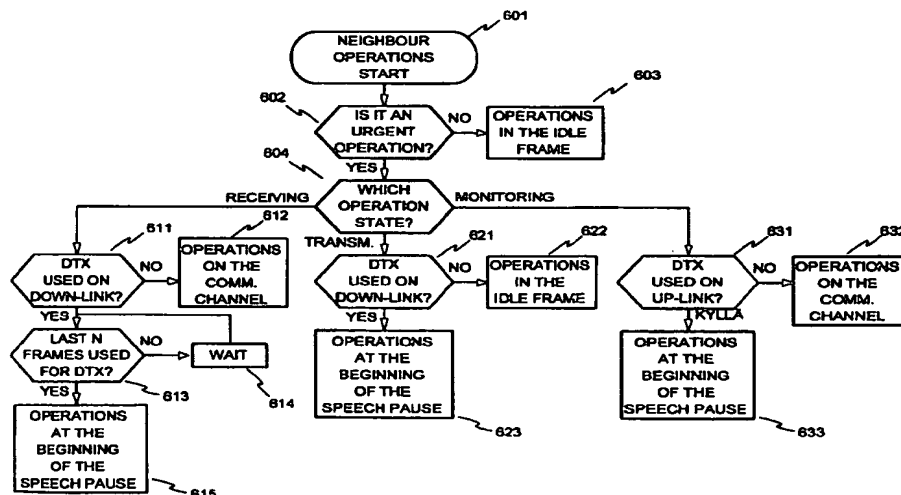 601
NEIGHBOUR
OPERATIONS
START
602
603
IS IT AN
URGENT
OPERATION?
NO
OPERATIONS
IN THE IDLE
FRAME
YES
604
WHICH
OPERATION
STATE?
RECEIVING
MONITORING
TRANSM.
611
DTX
USED ON
DOWN-LINK?
NO
612
OPERATIONS
ON THE
COMM.
CHANNEL
621
DTX
USED ON
DOWN-LINK?
NO
622
OPERATIONS
IN THE
IDLE FRAME
631
DTX
USED ON
UP-LINK?
NO
632
OPERATIONS
ON THE
COMM.
CHANNEL
YES
LAST N
FRAMES USED
FOR DTX?
NO
WAIT
614
YES
613
OPERATIONS
AT THE
BEGINNING
OF THE
SPEECH PAUSE
615
YES
OPERATIONS
AT THE
BEGINNING
OF THE
SPEECH PAUSE
623
KYLLA
OPERATIONS
AT THE
BEGINNING
OF THE
SPEECH PAUSE
633